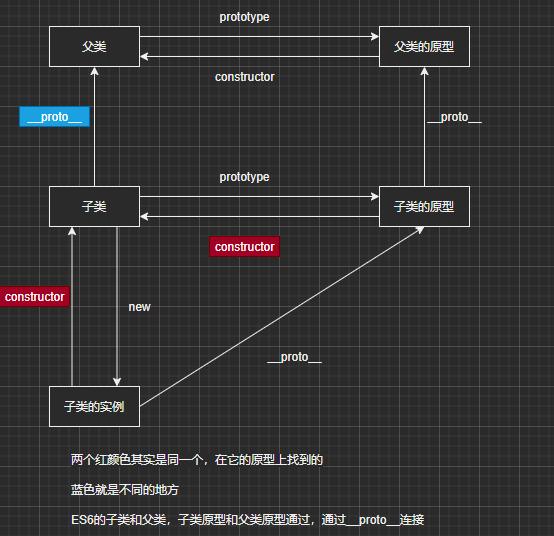 prototype
父类
父类的原型
constructor
__proto__
__proto__
prototype
子类
子类的原型
constructor
constructor
new
__proto__
子类的实例
两个红颜色其实是同一个，在它的原型上找到的
蓝色就是不同的地方
ES6的子类和父类，子类原型和父类原型通过，通过__proto__连接